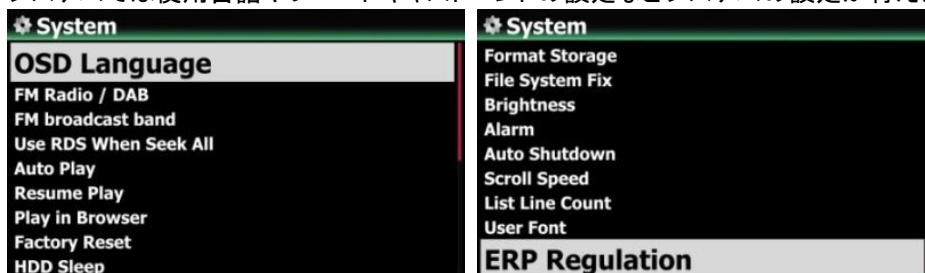 System
OSD Language
FM Radio / DAB
FM broadcast band
Use RDS When Seek All
Auto Play
Resume Play
Play in Browser
Factory Reset
HDD Sleep
System
Format Storage
File System Fix
Brightness
Alarm
Auto Shutdown
Scroll Speed
List Line Count
User Font
ERP Regulation